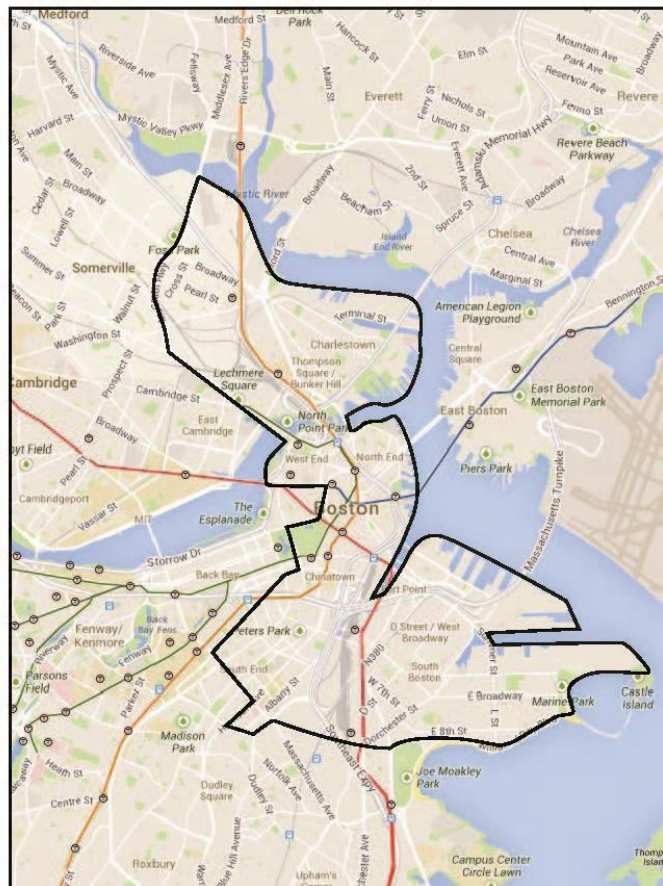 Medford
Medford St
Park
Hancock St
Riverside Ave
Fellsway
Middlesex Ave
Rivers Edge Dr
Main St
Elm St
Mountain Ave
Park Ave
Reservoir Ave
Broadway
Mystic Ave
Everett
Ferry St
Nichols St
Union St
Fenno St
Revere
Harvard St
Mystic Valley Pkwy
Everett Ave
Revere Beach
Parkway
Main St
Cedar St
Broadway
Lowell St
Mystic River
Broadway
2nd St
Beacham St
Spruce St
Broadway
Island
End River
Chelsea
Chelsea
River
Foss Park
Central Ave
Marginal St
Summer St
Somerville
Walnut St
Cross St
Broadway
Pearl St
Bennington St
Park St
Washington St
Terminal St
American Legion
Playground
Charlestown
Prospect St
Lechmere
Square
Thompson
Square /
Bunker Hill
Central
Square
Cambridge
Cambridge St
East
Cambridge
North
Point Park
East Boston
East Boston
Memorial Park
Broadway
West End
North End
Field
Pearl St
Piers Park
Massachusetts Turnpike
Cambridgeport
Vassar St
MIT
The
Esplanade
Boston
Storrow Dr
Back Bay
Chinatown
Fenway/
Kenmore
Back
Bay Fens
Peters Park
D Street / West
Broadway
Riverway
Fenway
N380
South
Boston
Parsons
Field
Parker St
South End
Albany St
W 7th St
D St
E Broadway
L St
Marine Park
Castle
Island
Madison
Park
Dorchester St
E 8th St
Southeast Expy
Heath St
Dudley
Square
Massachusetts Ave
Norfolk Ave
Dudley St
Joe Moakley
Park
Centre St
Blue Hill Avenue
Roxbury
Upham's
Campus Center
Circle Lawn